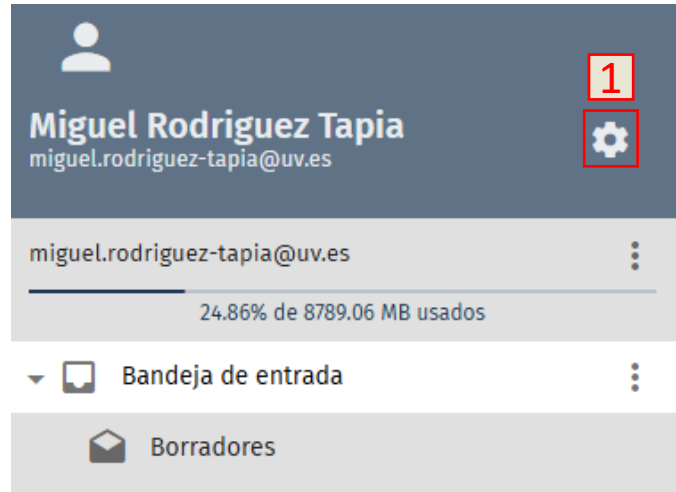 1
Miguel Rodriguez Tapia
miguel.rodriguez-tapia@uv.es
miguel.rodriguez-tapia@uv.es
24.86% de 8789.06 MB usados
Bandeja de entrada
Borradores